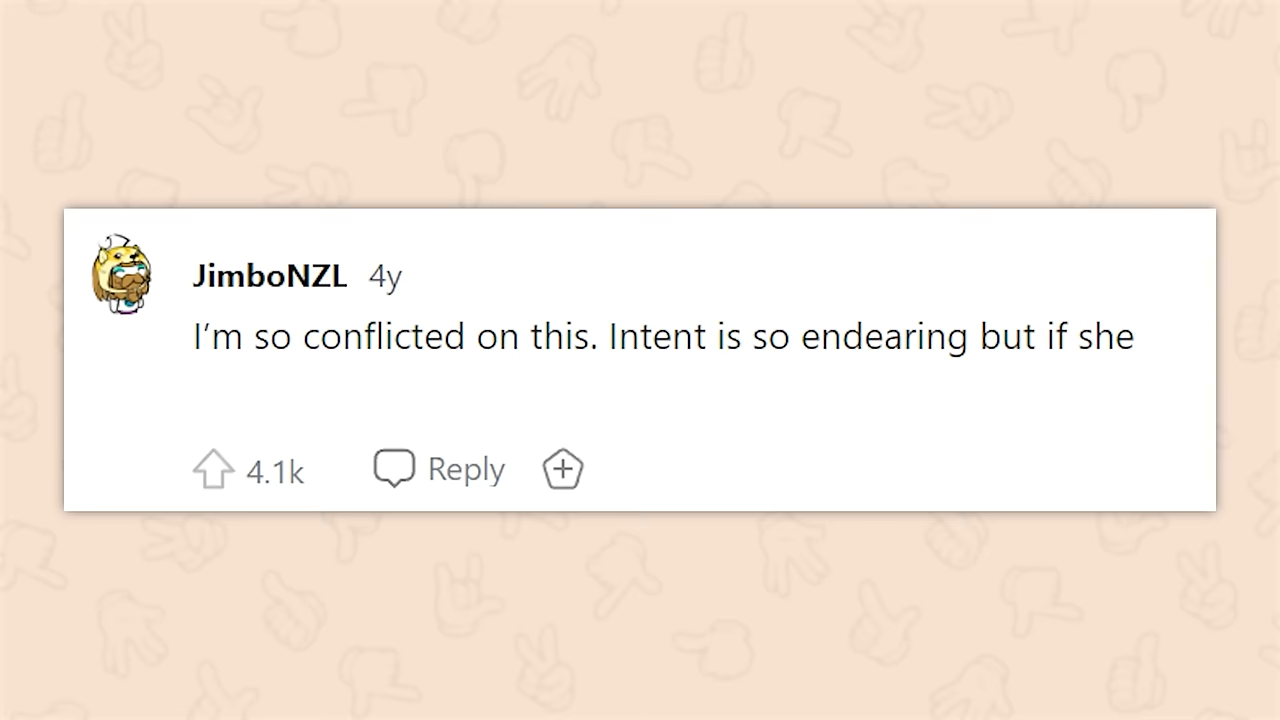 JimboNZL 4y
I’m so conflicted on this. Intent is so endearing but if she
4.1k Reply